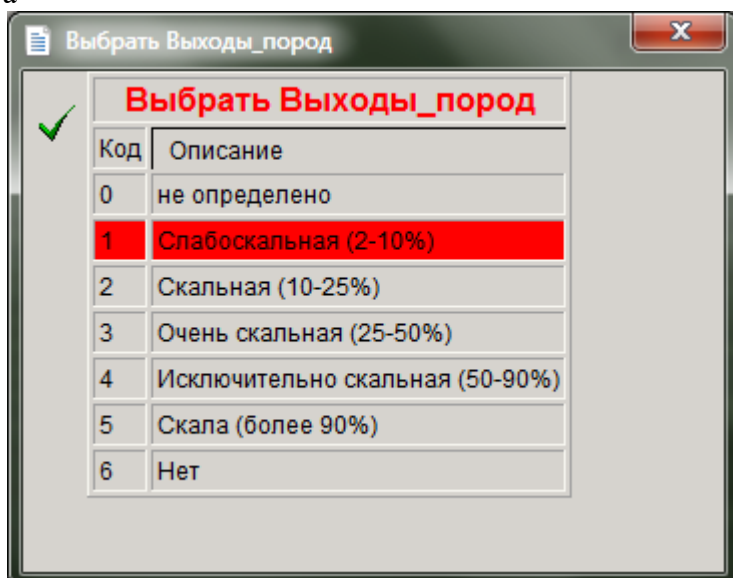 Выбрать Выходы_пород
Выбрать Выходы_пород
Код Описание
0 не определено
1 Слабоскальная (2-10%)
2 Скальная (10-25%)
3 Очень скальная (25-50%)
4 Исключительно скальная (50-90%)
5 Скала (более 90%)
6 Нет